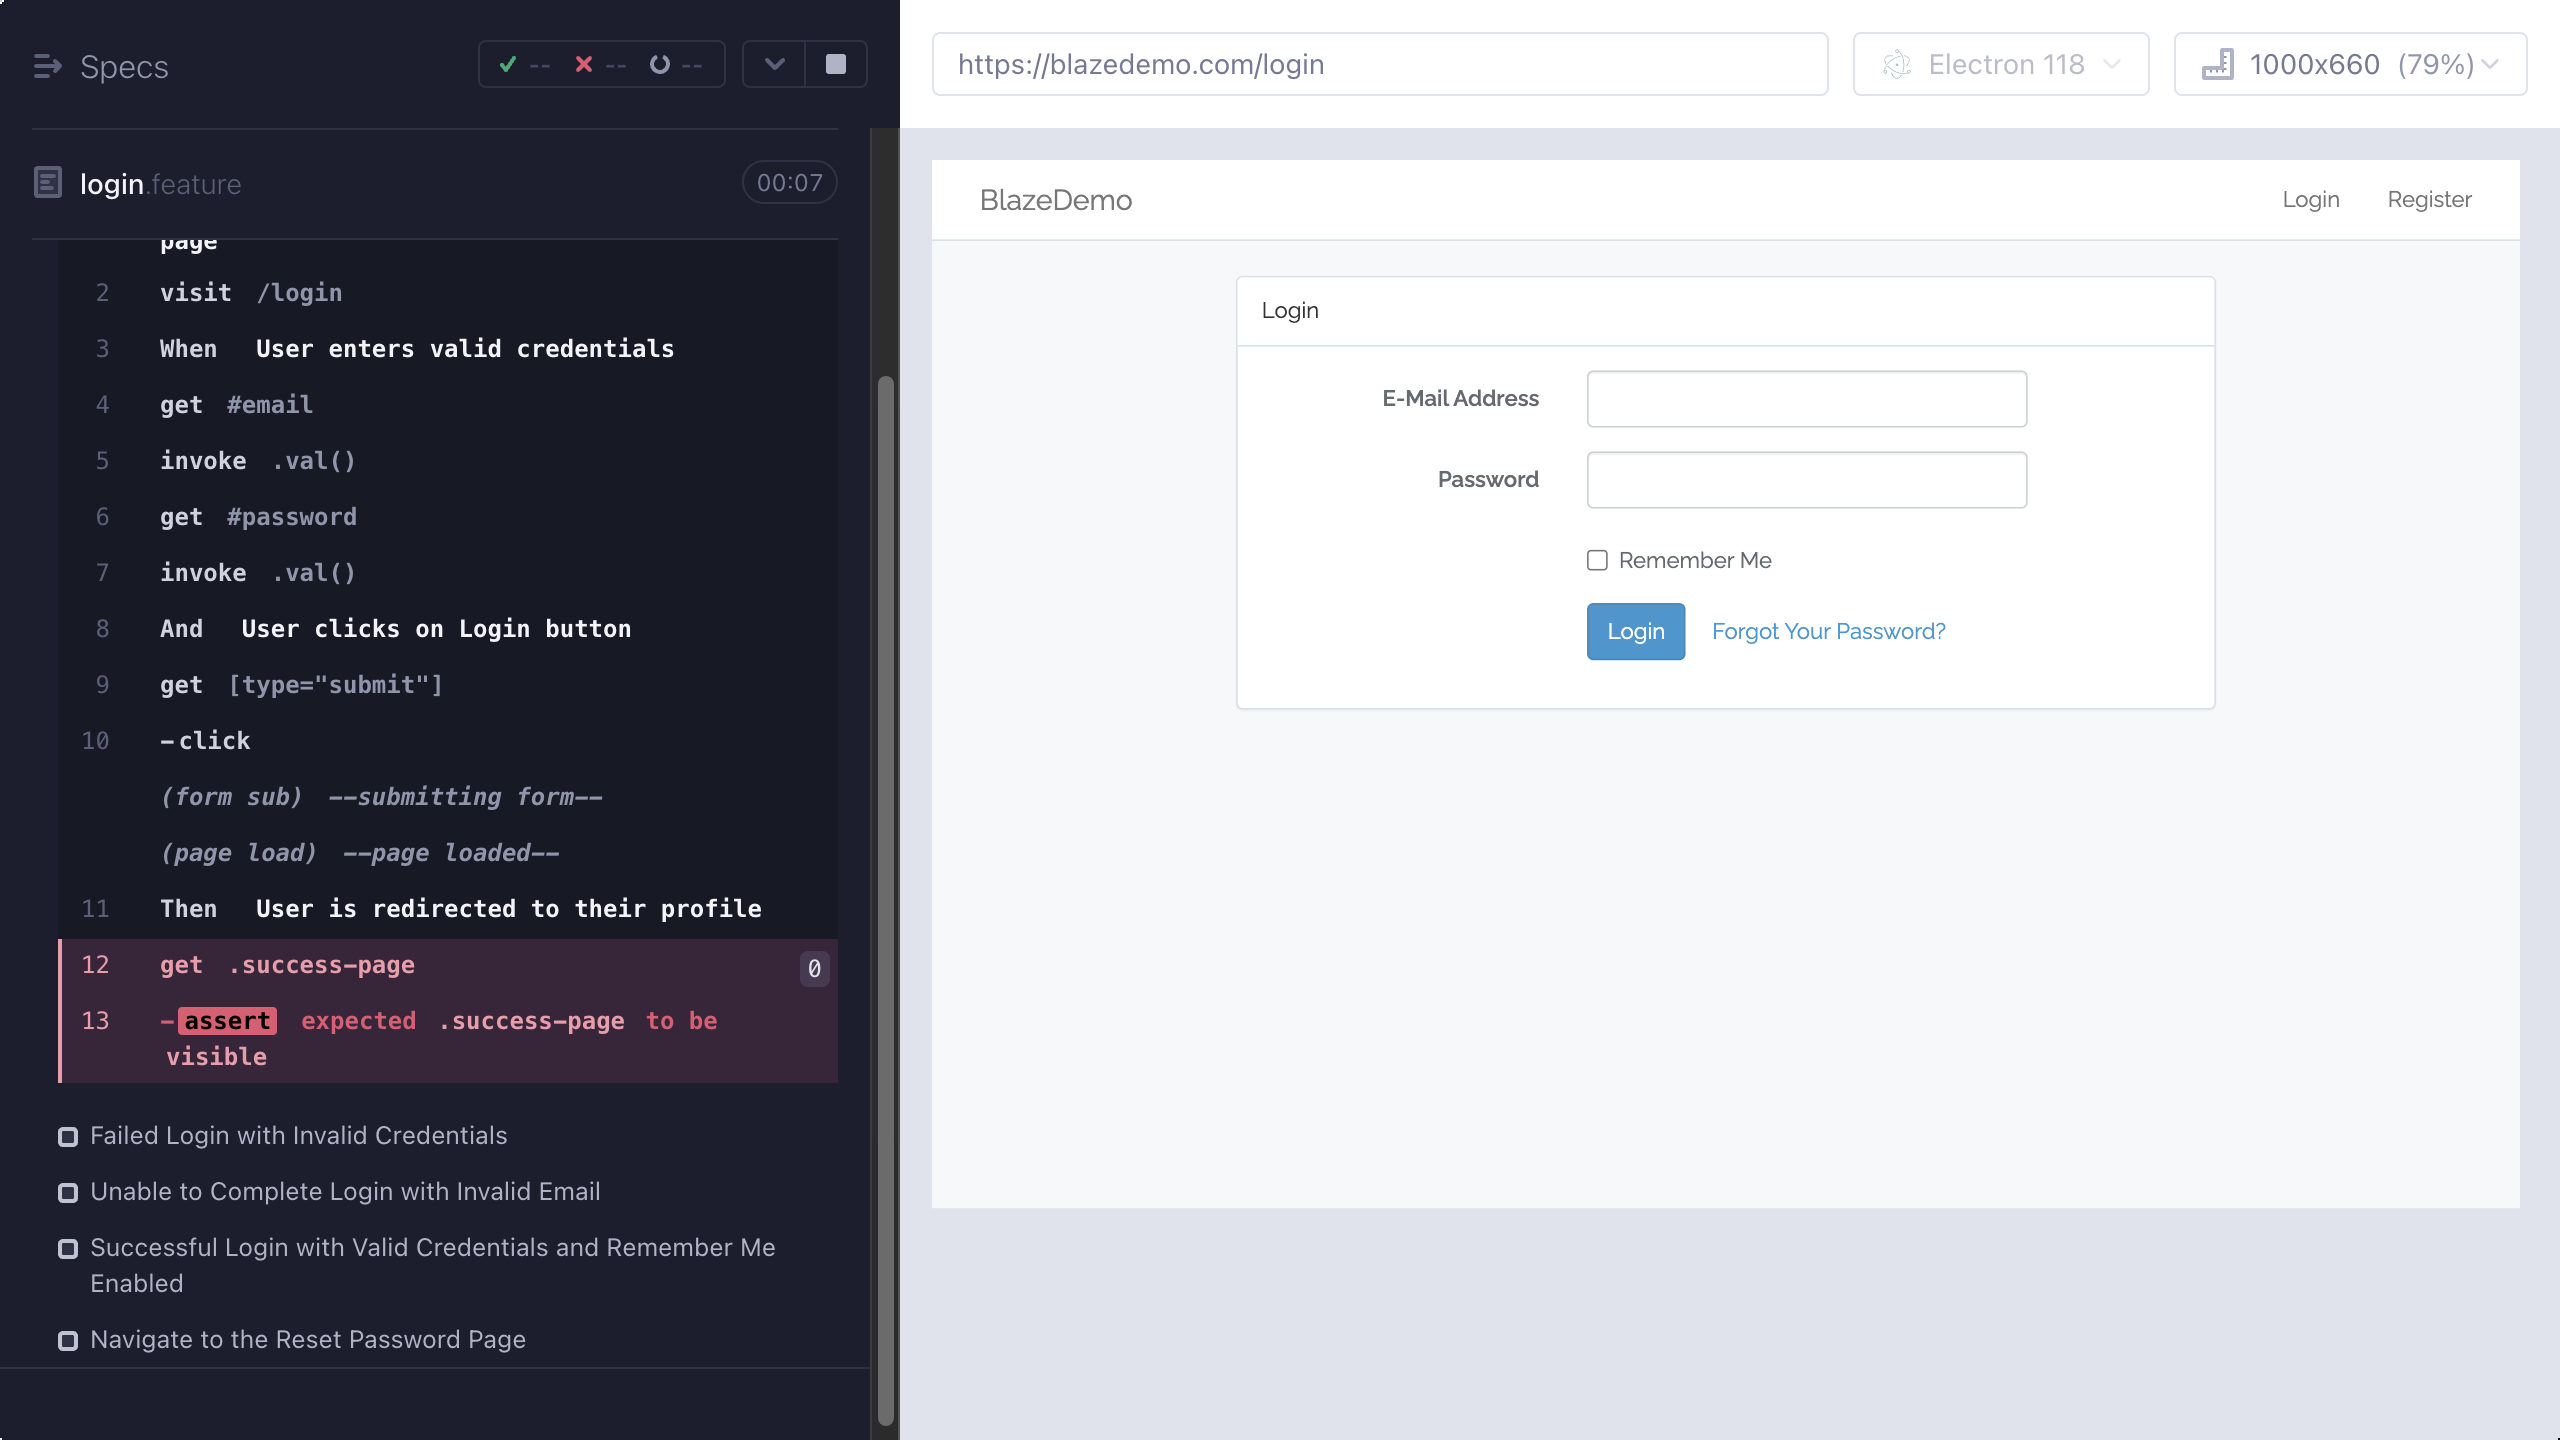 Specs
-- -- --
login.feature
00:07
page
2 visit /login
3 When User enters valid credentials
4 get #email
5 invoke .val()
6 get #password
7 invoke .val()
8 And User clicks on Login button
9 get [type="submit"]
10 -click
(form sub) --submitting form--
(page load) --page loaded--
11 Then User is redirected to their profile
12 get .success-page 0
13 -assert expected .success-page to be
visible
Failed Login with Invalid Credentials
Unable to Complete Login with Invalid Email
Successful Login with Valid Credentials and Remember Me
Enabled
Navigate to the Reset Password Page
https://blazedemo.com/login
Electron 118
1000x660 (79%)
BlazeDemo
Login Register
Login
E-Mail Address
Password
Remember Me
Login Forgot Your Password?